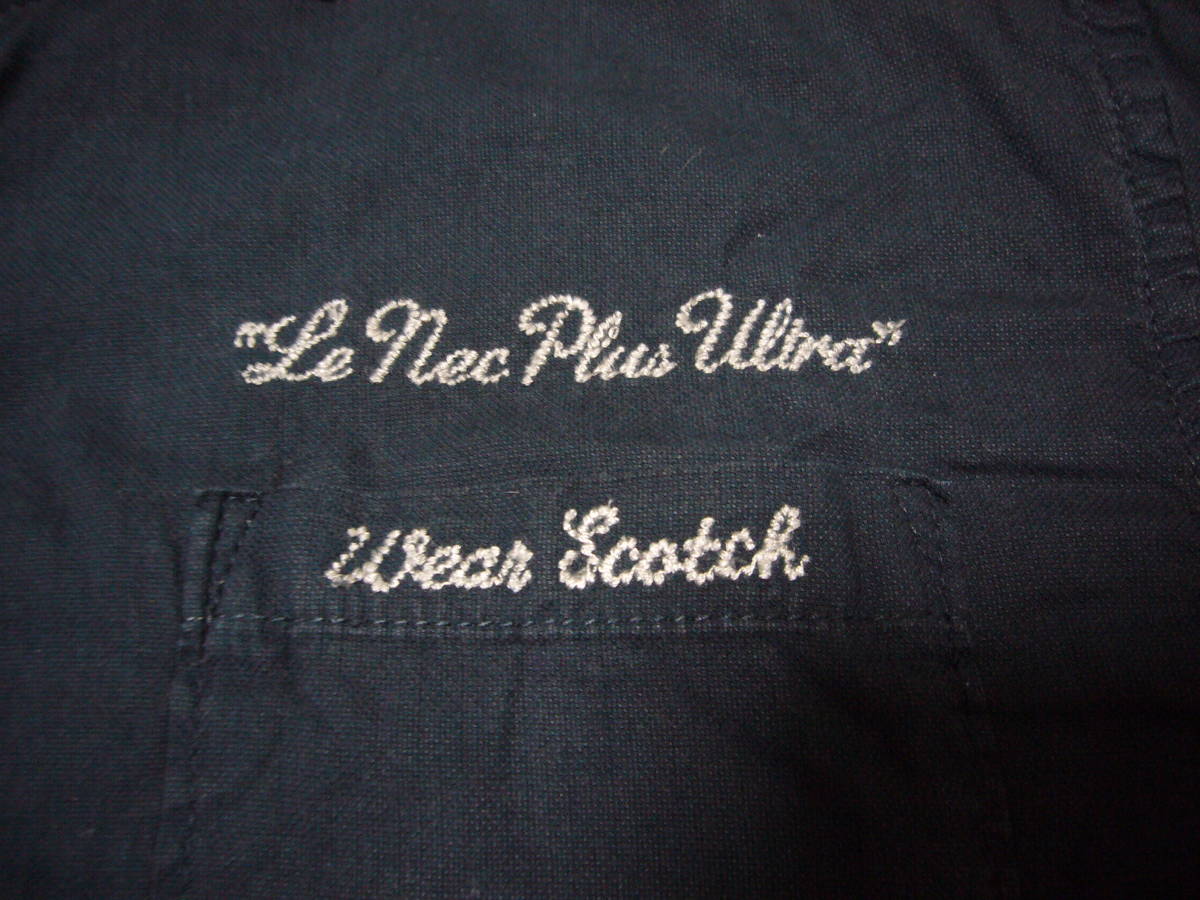 "Le Nec Plus Ultra"
Wear Scotch